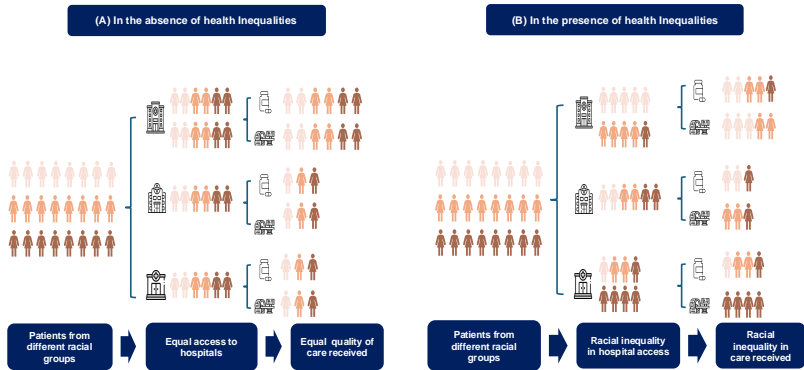 (A) In the absence of health Inequalities
(B) In the presence of health Inequalities
Patients from
different racial
groups
Equal access to
hospitals
Equal quality of
care received
Patients from
different racial
groups
Racial inequality
in hospital access
Racial
inequality in
care received